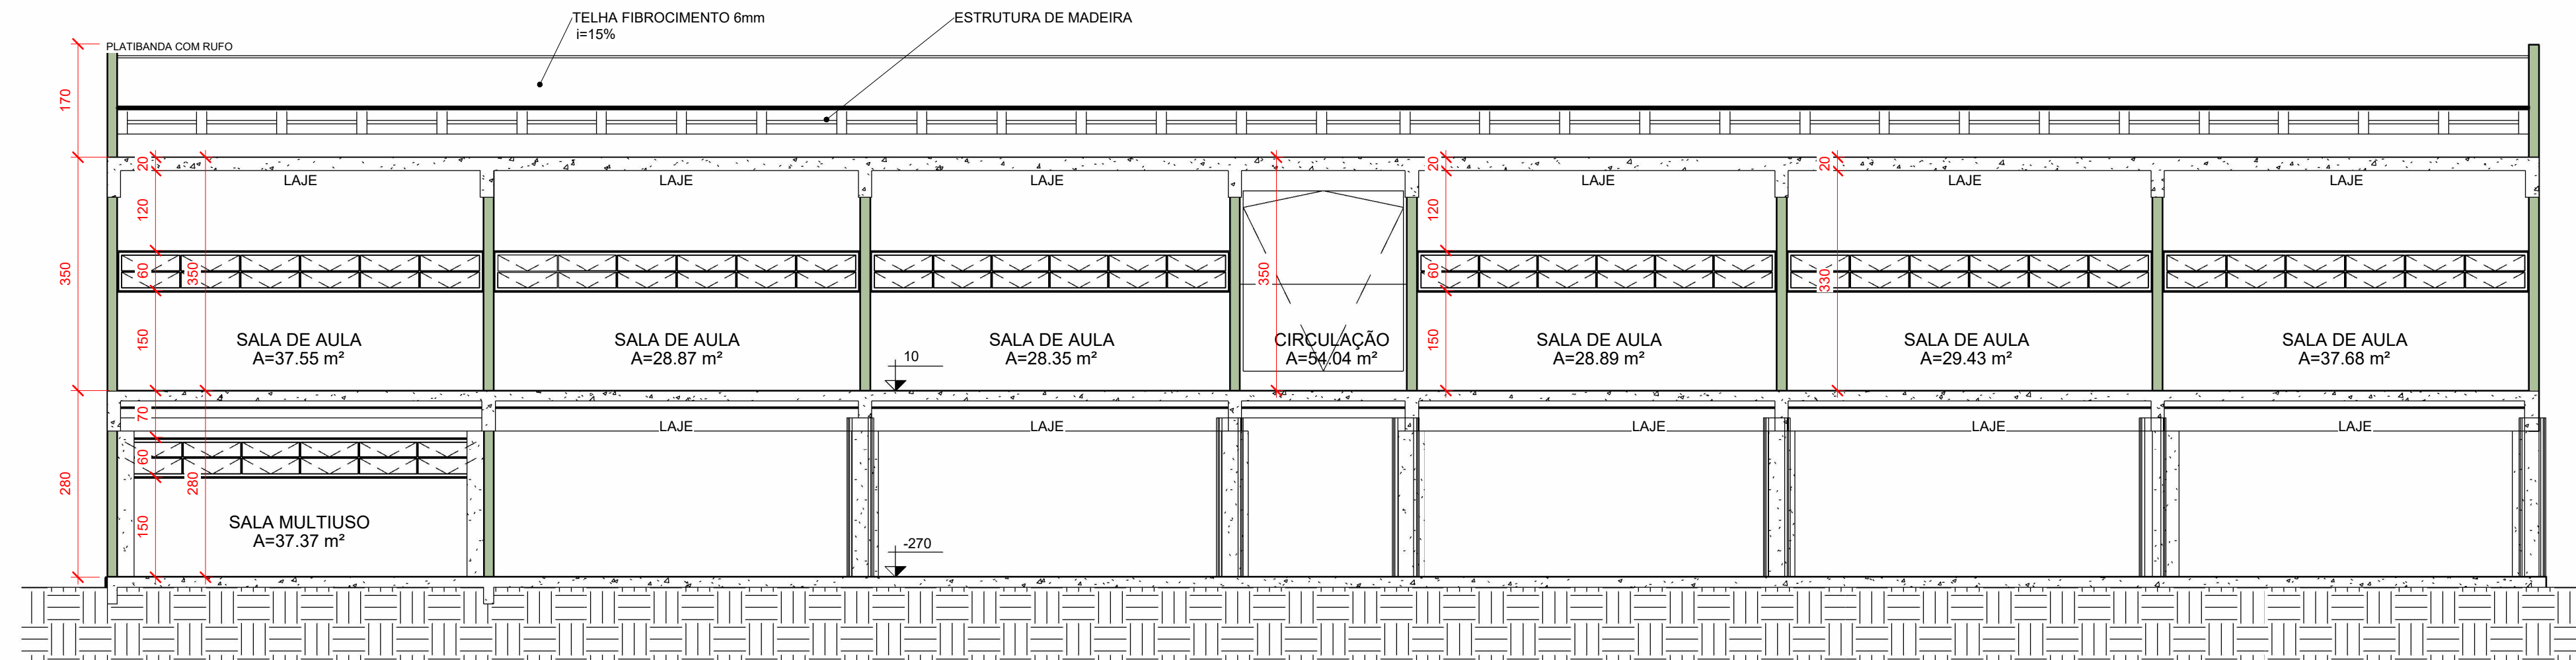 TELHA FIBROCIMENTO 6mm
i=15%
ESTRUTURA DE MADEIRA
PLATIBANDA COM RUFO
170
20
20
20
LAJE
LAJE
LAJE
LAJE
LAJE
LAJE
120
120
350
60
350
350
60
330
150
150
SALA DE AULA
A=37.55 m²
SALA DE AULA
A=28.87 m²
SALA DE AULA
A=28.35 m²
CIRCULAÇÃO
A=54.04 m²
SALA DE AULA
A=28.89 m²
SALA DE AULA
A=29.43 m²
SALA DE AULA
A=37.68 m²
10
70
LAJE
LAJE
LAJE
LAJE
LAJE
60
280
280
150
SALA MULTIUSO
A=37.37 m²
-270